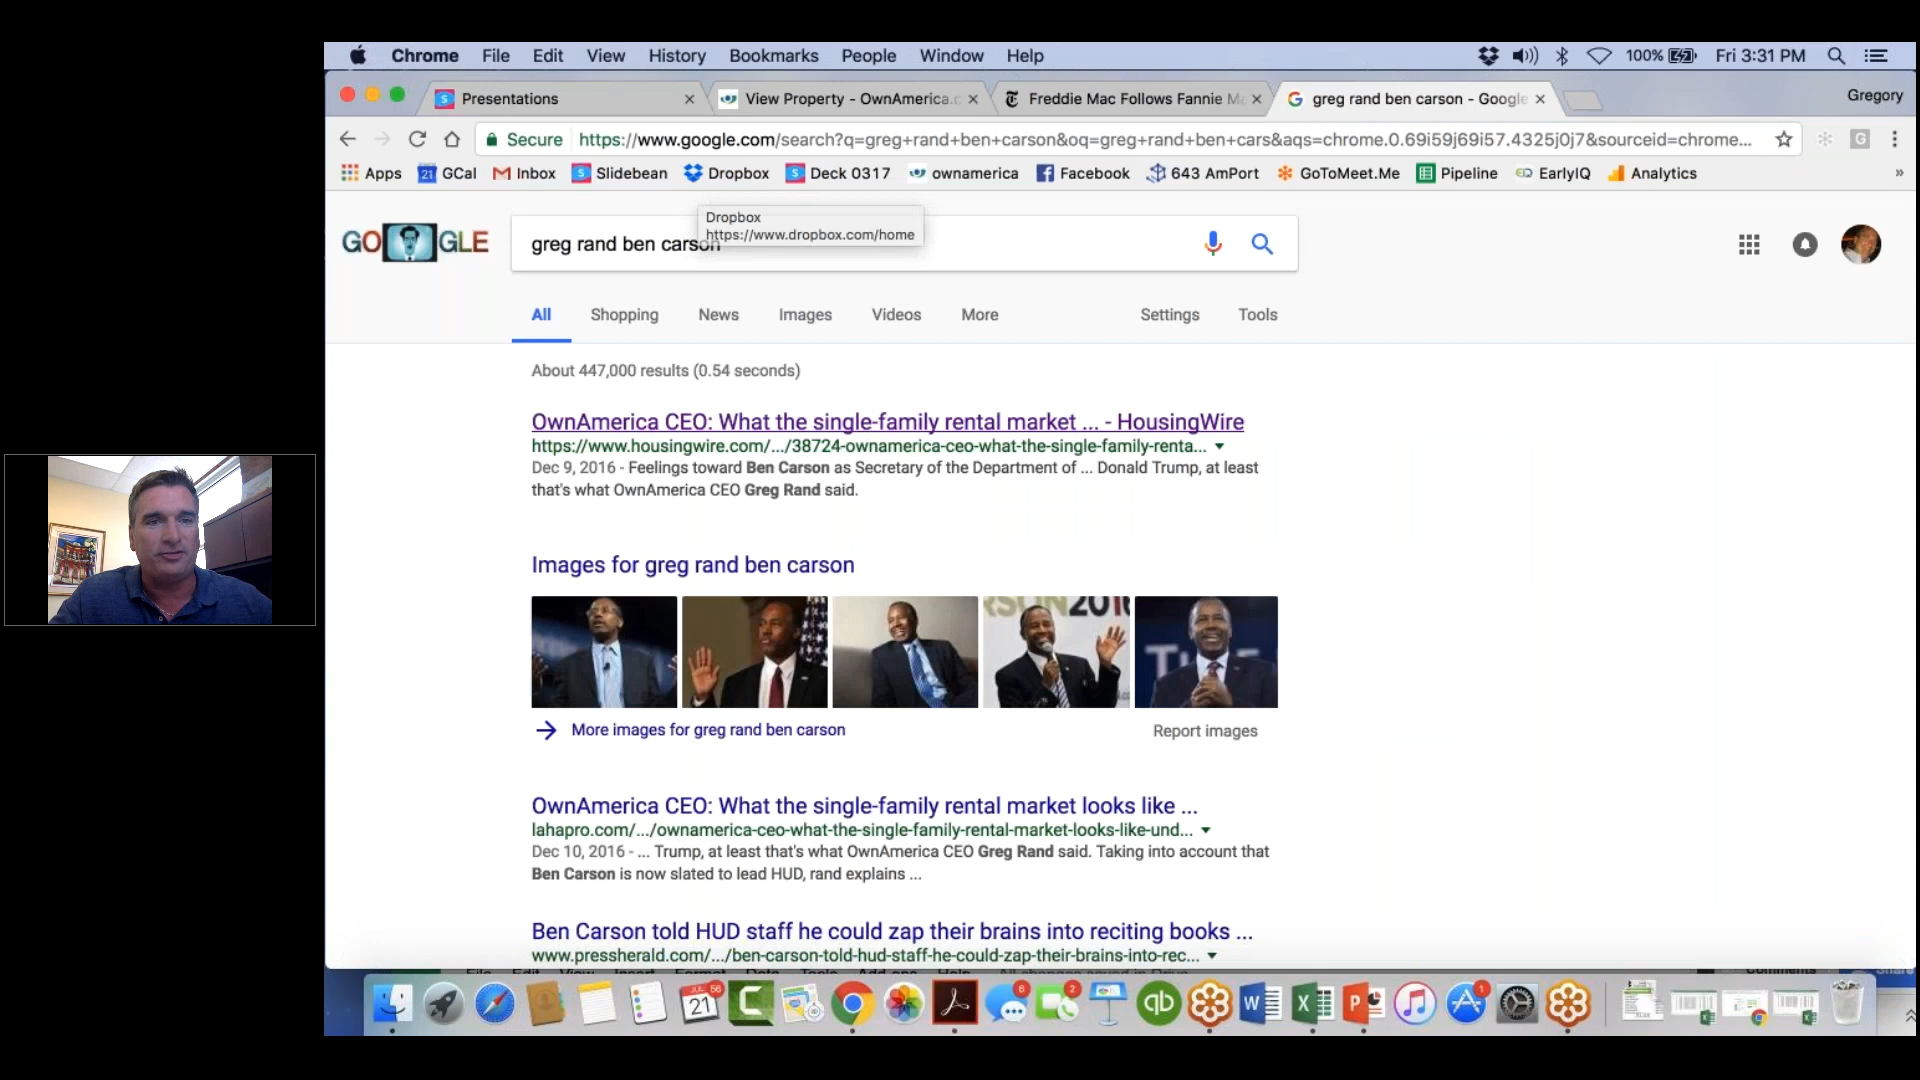 Chrome File Edit View History Bookmarks People Window Help 100% Fri 3:31 PM
Presentations View Property - OwnAmerica.c Freddie Mac Follows Fannie Ma greg rand ben carson - Google Gregory
Secure https://www.google.com/search?q=greg+rand+ben+carson&oq=greg+rand+ben+cars&aqs=chrome.0.69i59j69i57.4325j0j7&sourceid=chrome...
Apps GCal Inbox Slidebean Dropbox Deck 0317 ownamerica Facebook 643 AmPort GoToMeet.Me Pipeline EarlyIQ Analytics »
Dropbox
https://www.dropbox.com/home
GO GLE greg rand ben carson
All Shopping News Images Videos More Settings Tools
About 447,000 results (0.54 seconds)
OwnAmerica CEO: What the single-family rental market ... - HousingWire
https://www.housingwire.com/.../38724-ownamerica-ceo-what-the-single-family-renta...
Dec 9, 2016 - Feelings toward Ben Carson as Secretary of the Department of ... Donald Trump, at least
that's what OwnAmerica CEO Greg Rand said.
Images for greg rand ben carson
More images for greg rand ben carson Report images
OwnAmerica CEO: What the single-family rental market looks like ...
lahapro.com/.../ownamerica-ceo-what-the-single-family-rental-market-looks-like-und...
Dec 10, 2016 - ... Trump, at least that's what OwnAmerica CEO Greg Rand said. Taking into account that
Ben Carson is now slated to lead HUD, rand explains ...
Ben Carson told HUD staff he could zap their brains into reciting books ...
www.pressherald.com/.../ben-carson-told-hud-staff-he-could-zap-their-brains-into-rec...